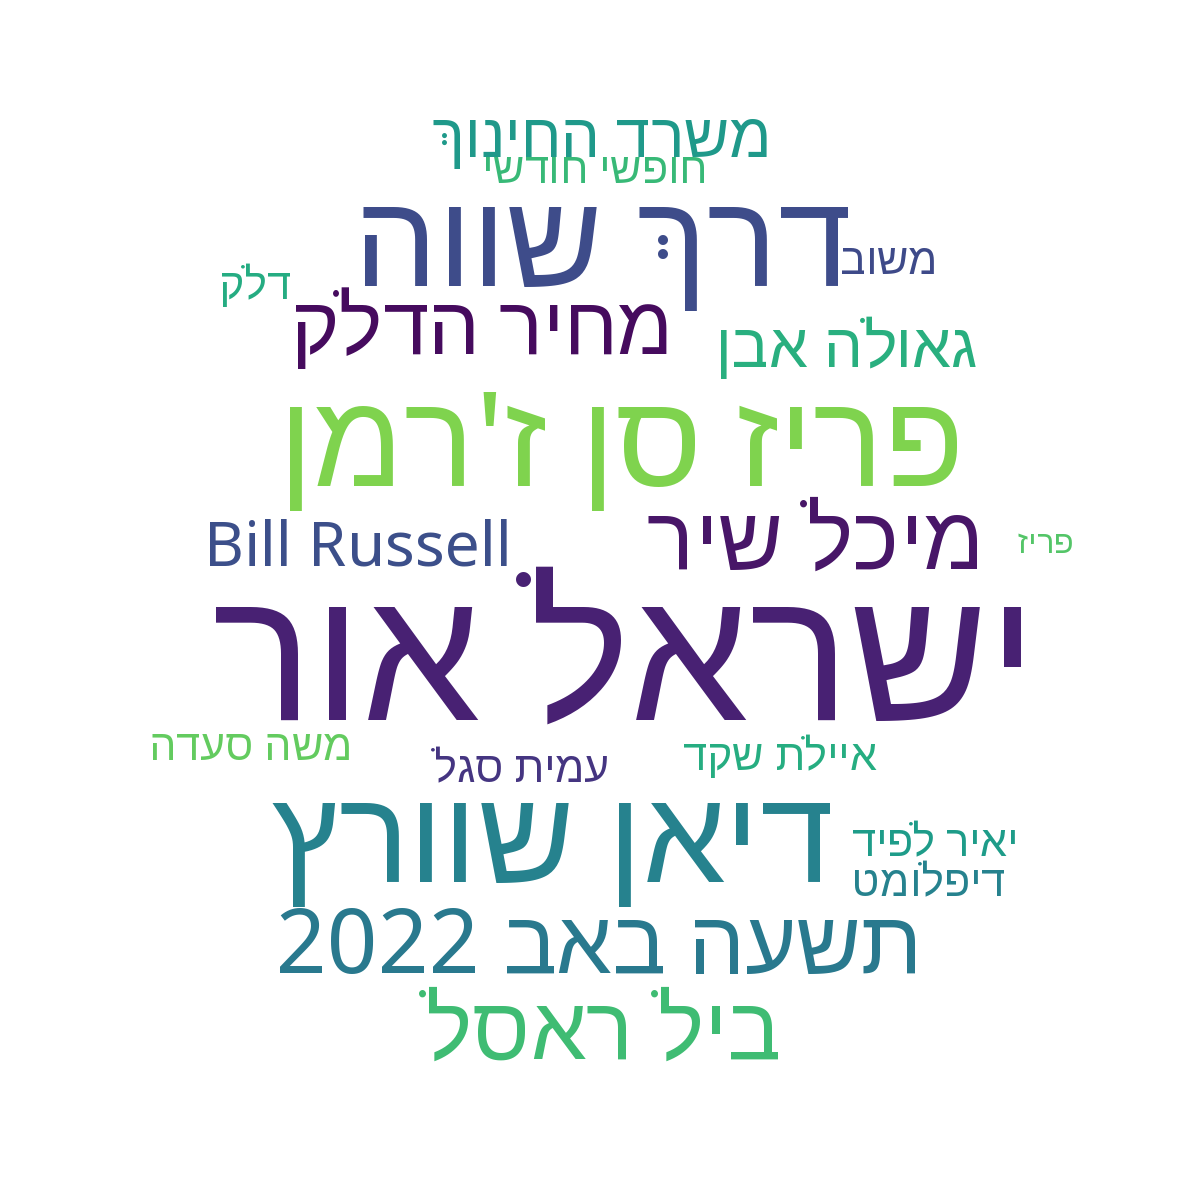 משרד החינוך
חופשי חודשי
דרך שווה
משוב
דלק
מחיר הדלק
גאולה אבן
פריז סן ז'רמן
מיכל שיר
Bill Russell
פריז
ישראל אור
משה סעדה
עמית סגל
איילת שקד
דיאן שוורץ
יאיר לפיד
דיפלומט
תשעה באב 2022
ביל ראסל